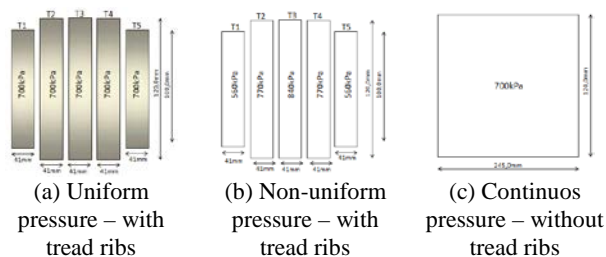 T1 T2 T3 T4 T5
700kPa 700kPa 700kPa 700kPa 700kPa
41mm 41mm 41mm 41mm 41mm
T1 T2 T3 T4 T5
560kPa 770kPa 840kPa 770kPa 560kPa
41mm 41mm 41mm 41mm 41mm
700kPa
(a) Uniform
pressure – with
tread ribs
(b) Non-uniform
pressure – with
tread ribs
(c) Continuos
pressure – without
tread ribs